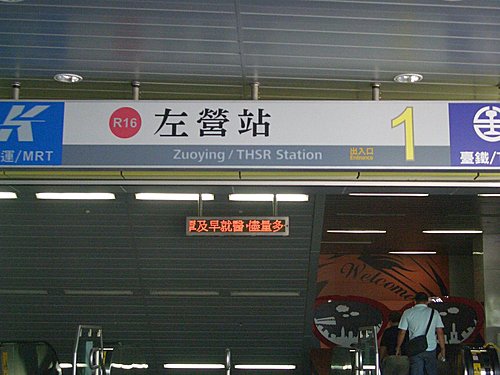 運/MRT
R16
左營站
Zuoying / THSR Station
出入口
Entrance
1
臺鐵/
及早就醫,儘量多
Welcome